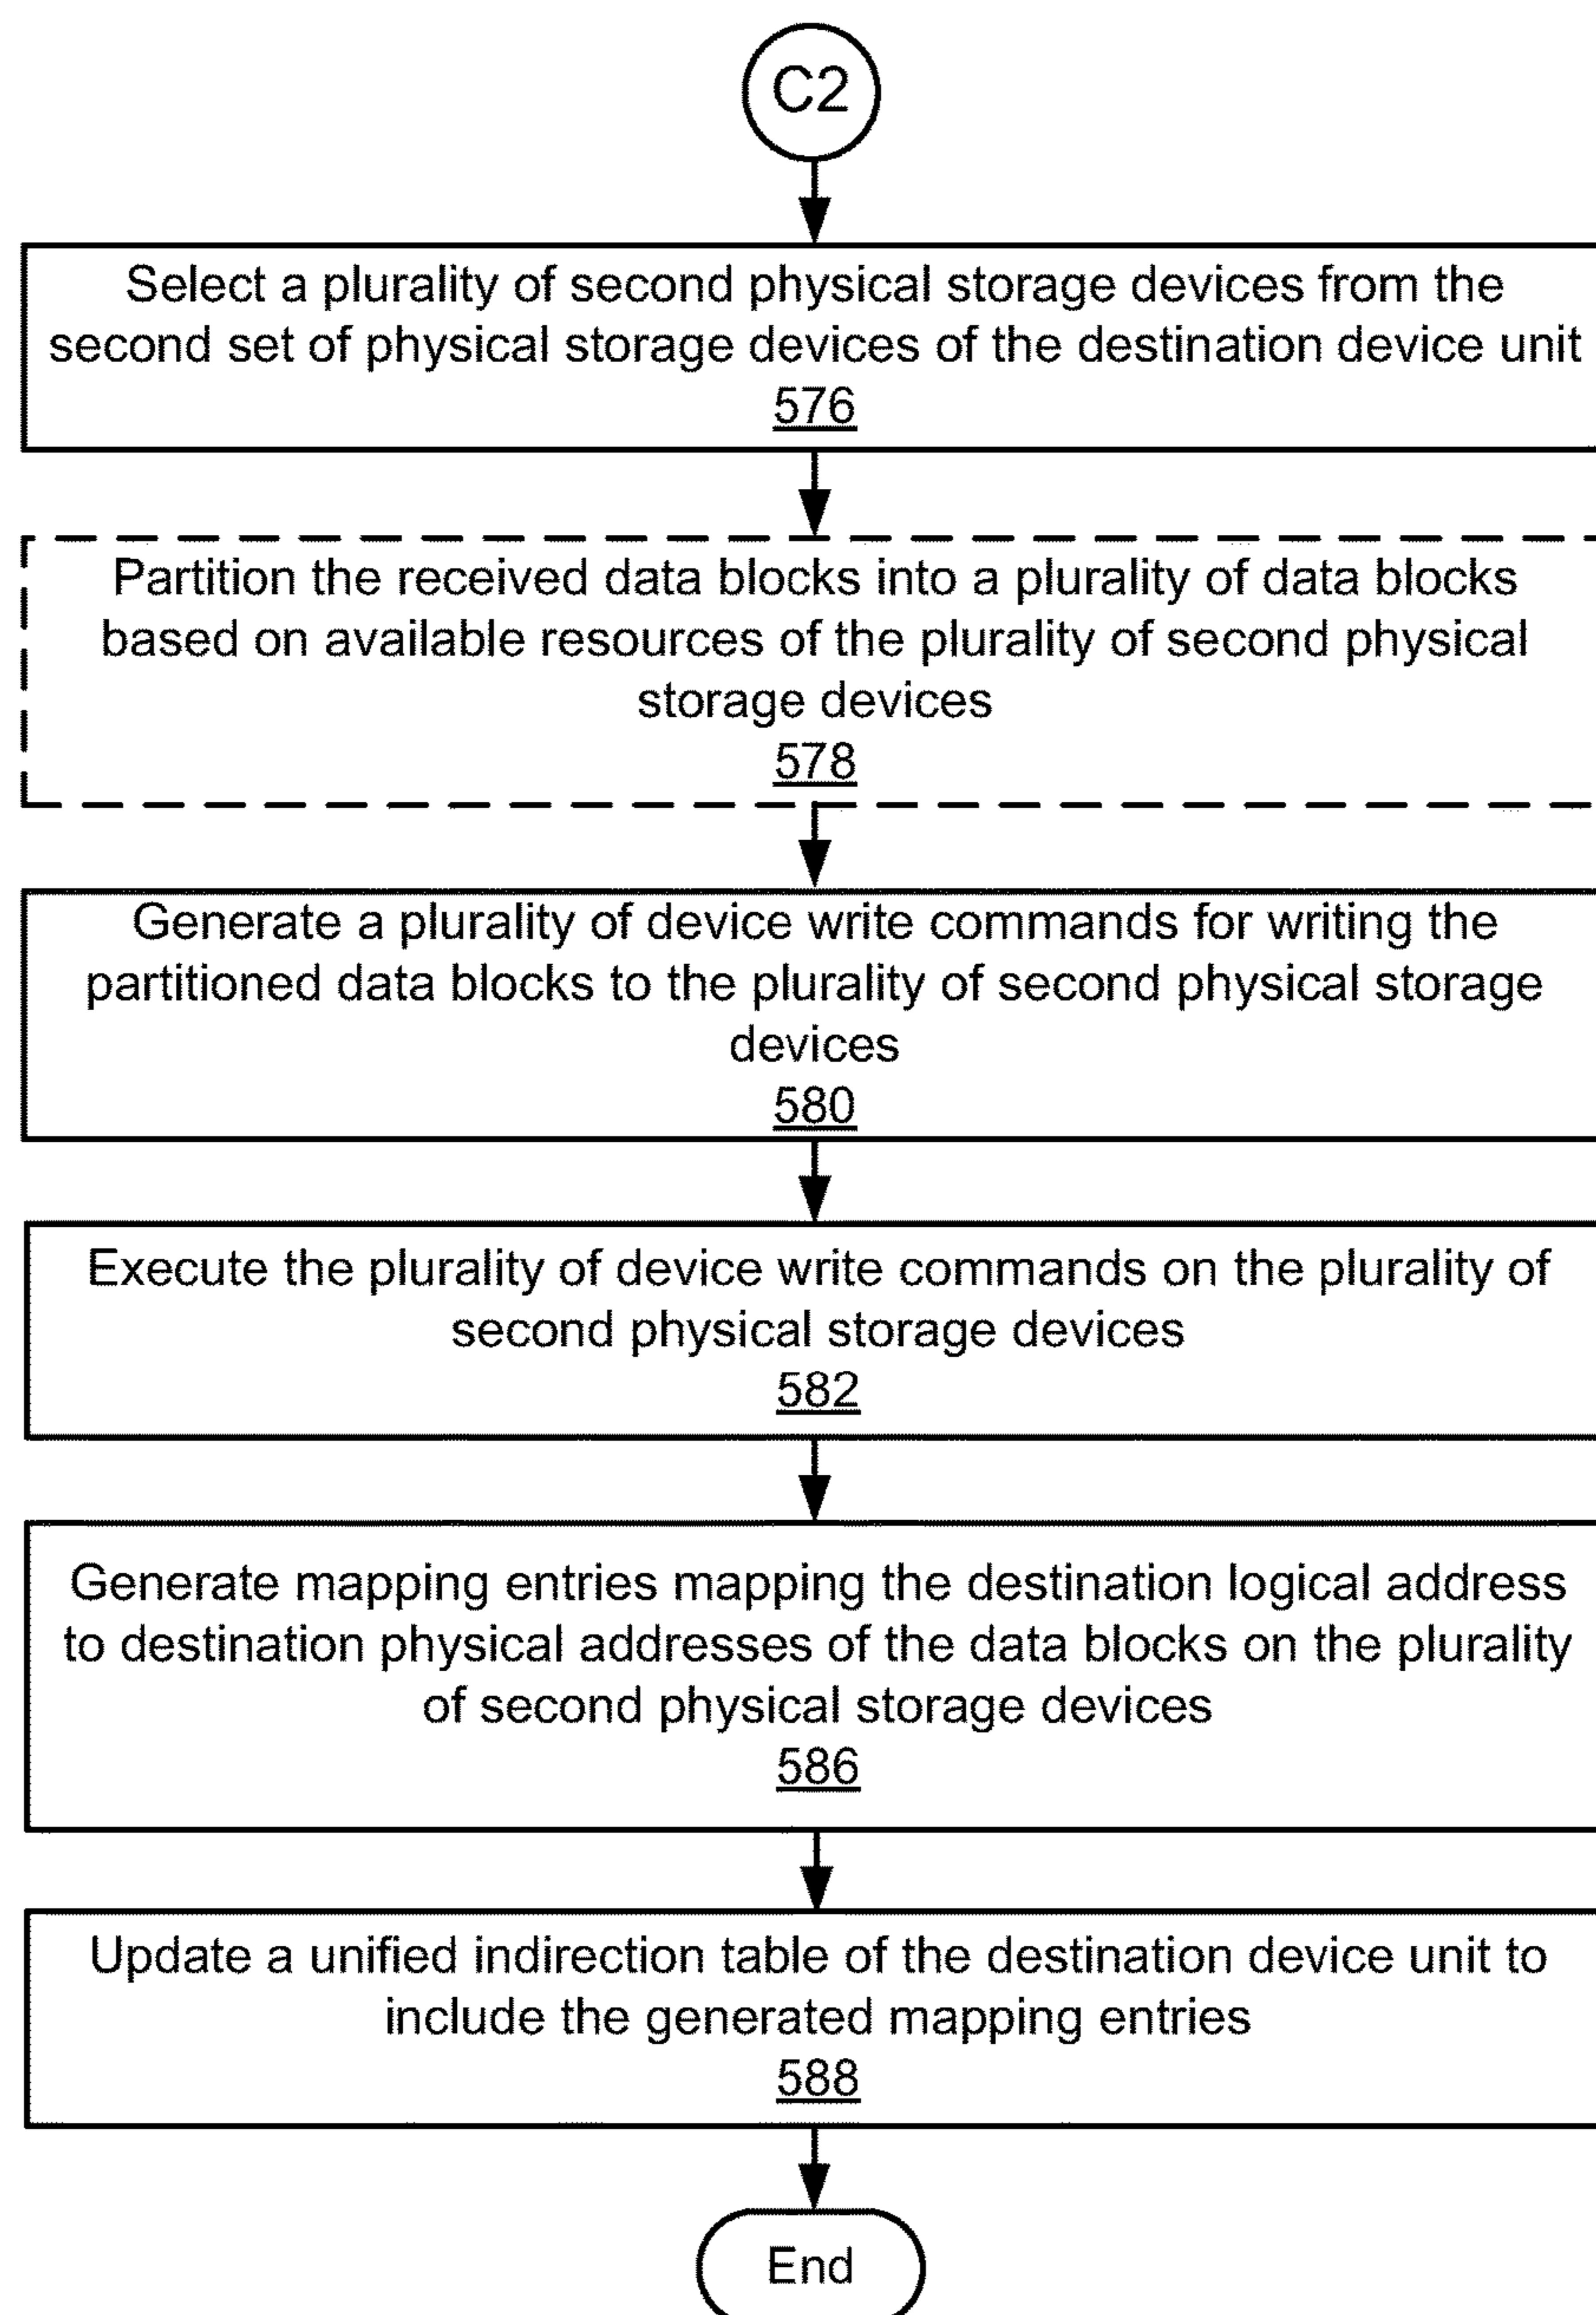 C2
Select a plurality of second physical storage devices from the
second set of physical storage devices of the destination device unit
576
Partition the received data blocks into a plurality of data blocks
based on available resources of the plurality of second physical
storage devices
578
Generate a plurality of device write commands for writing the
partitioned data blocks to the plurality of second physical storage
devices
580
Execute the plurality of device write commands on the plurality of
second physical storage devices
582
Generate mapping entries mapping the destination logical address
to destination physical addresses of the data blocks on the plurality
of second physical storage devices
586
Update a unified indirection table of the destination device unit to
include the generated mapping entries
588
End